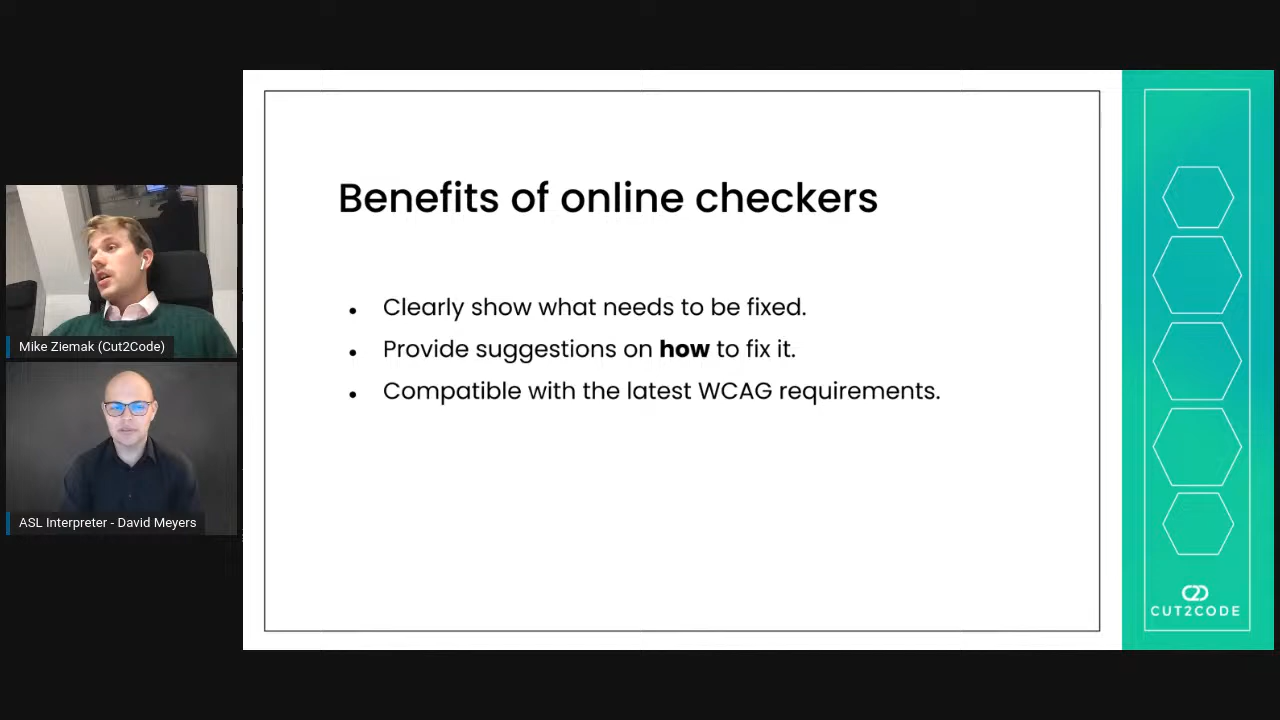 Benefits of online checkers
Clearly show what needs to be fixed.
Provide suggestions on how to fix it.
Compatible with the latest WCAG requirements.
Mike Ziemak (Cut2Code)
ASL Interpreter - David Meyers
CUT2CODE